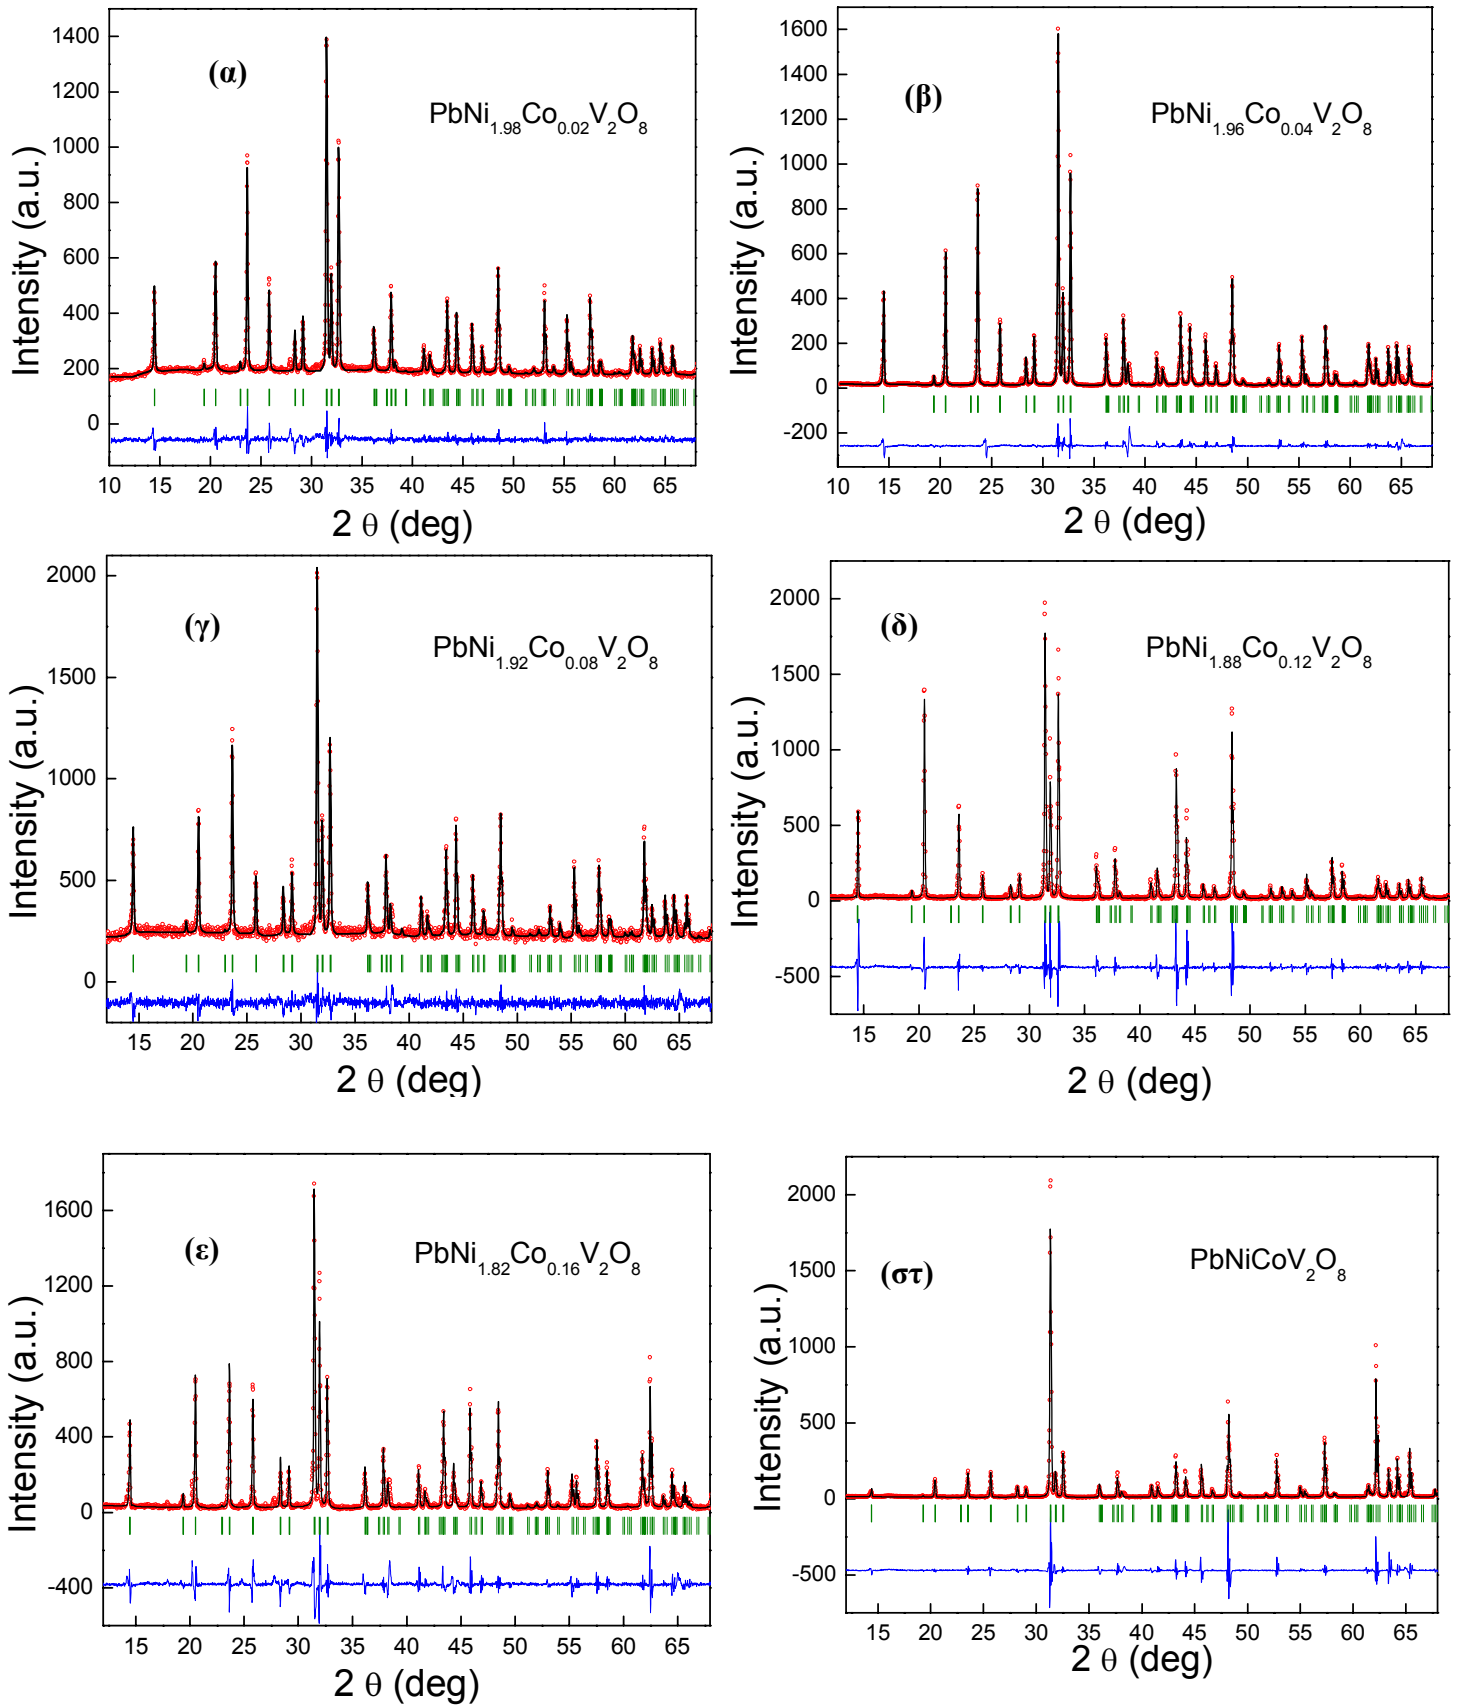 (α)
PbNi1.98Co0.02V2O8
Intensity (a.u.)
1400
1200
1000
800
600
400
200
0
10 15 20 25 30 35 40 45 50 55 60 65
2 θ (deg)
(β)
PbNi1.96Co0.04V2O8
Intensity (a.u.)
1600
1400
1200
1000
800
600
400
200
0
-200
10 15 20 25 30 35 40 45 50 55 60 65
2 θ (deg)
(γ)
PbNi1.92Co0.08V2O8
Intensity (a.u.)
2000
1500
1000
500
0
15 20 25 30 35 40 45 50 55 60 65
2 θ (deg)
(δ)
PbNi1.88Co0.12V2O8
Intensity (a.u.)
2000
1500
1000
500
0
-500
15 20 25 30 35 40 45 50 55 60 65
2 θ (deg)
(ε)
PbNi1.82Co0.16V2O8
Intensity (a.u.)
1600
1200
800
400
0
-400
15 20 25 30 35 40 45 50 55 60 65
2 θ (deg)
(στ)
PbNiCoV2O8
Intensity (a.u.)
2000
1500
1000
500
0
-500
15 20 25 30 35 40 45 50 55 60 65
2 θ (deg)